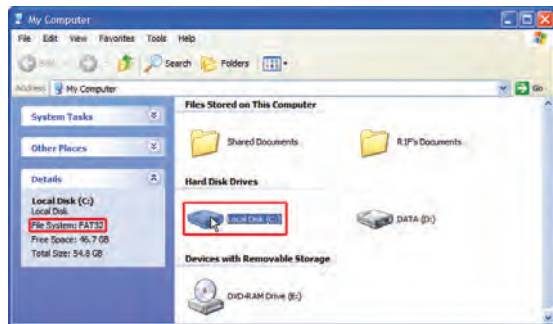 My Computer
File Edit View Favorites Tools Help
Search Folders
Address My Computer Go
Files Stored on This Computer
System Tasks
Shared Documents R.I.F's Documents
Other Places
Details
Hard Disk Drives
Local Disk (C:)
Local Disk
File System: FAT32
Local Disk (C:) DATA (D:)
Free Space: 46.7 GB
Total Size: 54.8 GB
Devices with Removable Storage
DVD-RAM Drive (E:)